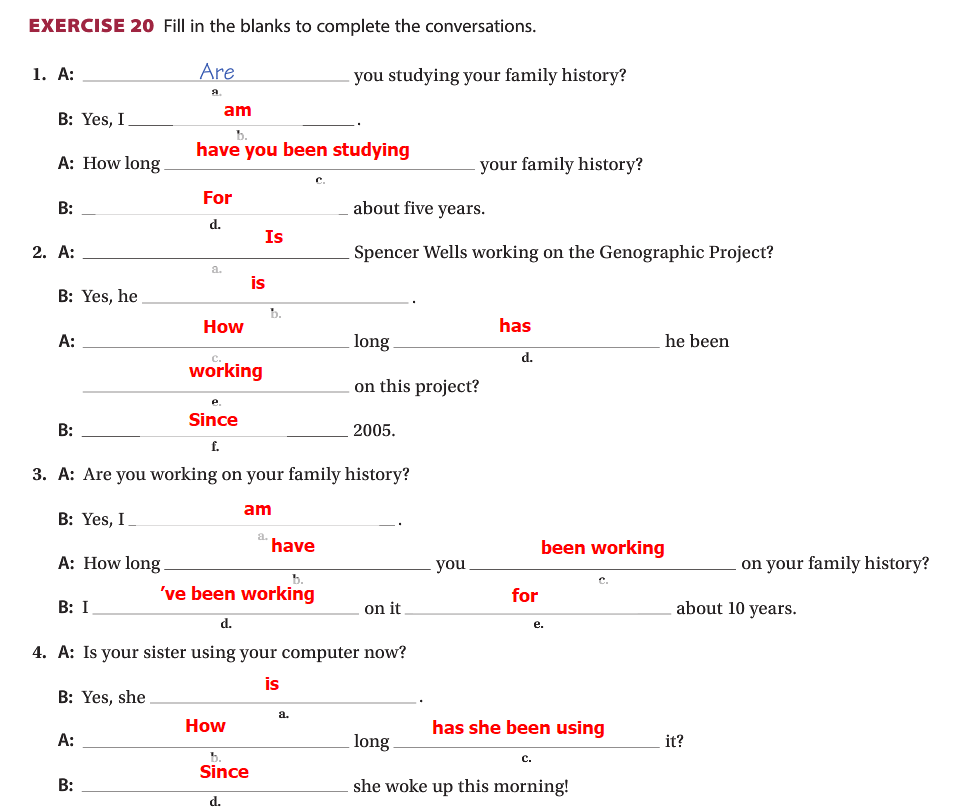 EXERCISE 20 Fill in the blanks to complete the conversations.
1. A: Are you studying your family history?
a.
B: Yes, I am .
b.
A: How long have you been studying your family history?
c.
B: For about five years.
d.
2. A: Is Spencer Wells working on the Genographic Project?
a.
B: Yes, he is .
b.
A: How long has he been
c. d.
working on this project?
e.
B: Since 2005.
f.
3. A: Are you working on your family history?
B: Yes, I am .
a.
A: How long have you been working on your family history?
b. c.
B: I 've been working on it for about 10 years.
d. e.
4. A: Is your sister using your computer now?
B: Yes, she is .
a.
A: How long has she been using it?
b. c.
B: Since she woke up this morning!
d.